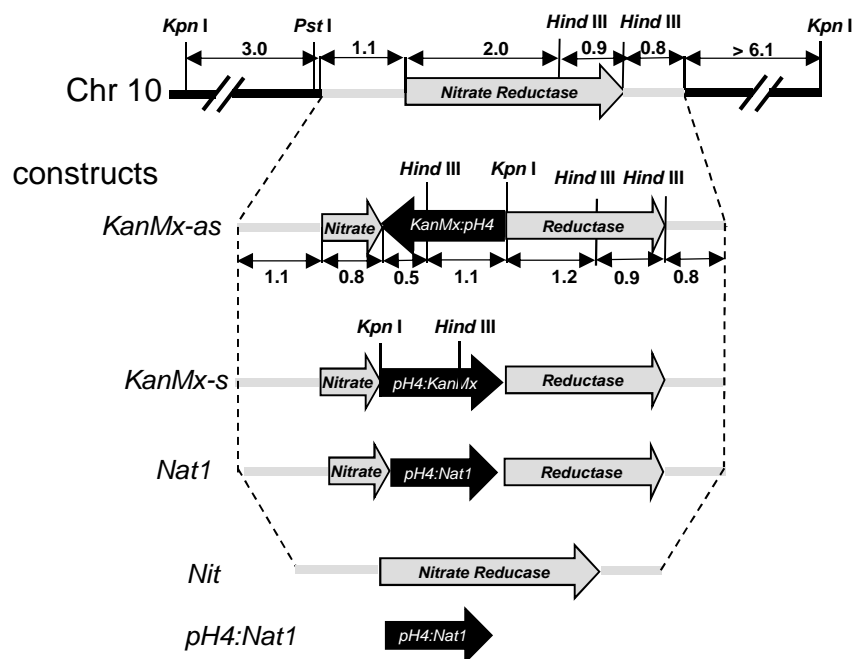 Hind III Hind III
Kpn I Pst I Kpn I
3.0 1.1 2.0 0.9 0.8 > 6.1
Chr 10 Nitrate Reductase
constructs
Hind III Kpn I Hind III Hind III
KanMx-as Nitrate KanMx:pH4 Reductase
1.1 0.8 0.5 1.1 1.2 0.9 0.8
Kpn I Hind III
KanMx-s Nitrate pH4:KanMx Reductase
Nat1 Nitrate pH4:Nat1 Reductase
Nit Nitrate Reducase
pH4:Nat1 pH4:Nat1